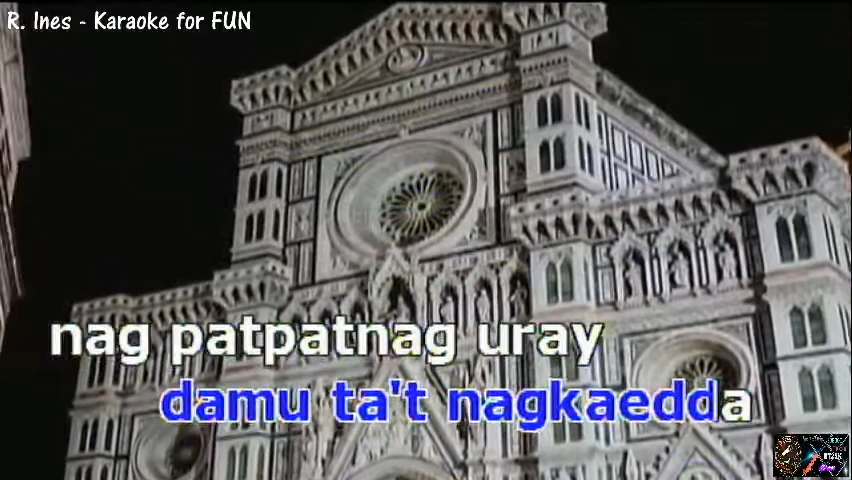 R. Ines - Karaoke for FUN
nag patpatnag uray
damu ta't nagkaedda